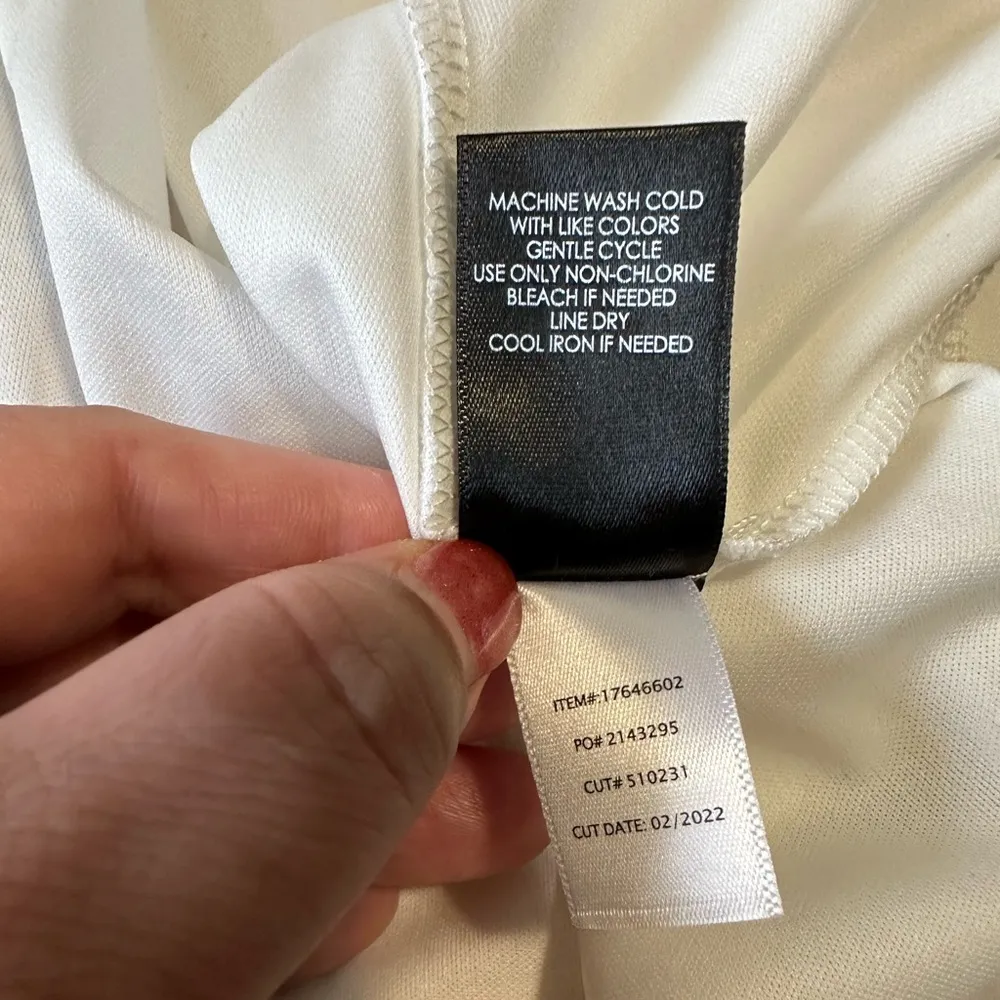 MACHINE WASH COLD
WITH LIKE COLORS
GENTLE CYCLE
USE ONLY NON-CHLORINE
BLEACH IF NEEDED
LINE DRY
COOL IRON IF NEEDED
ITEM#:17646602
PO# 2143295
CUT# 510231
CUT DATE: 02/2022